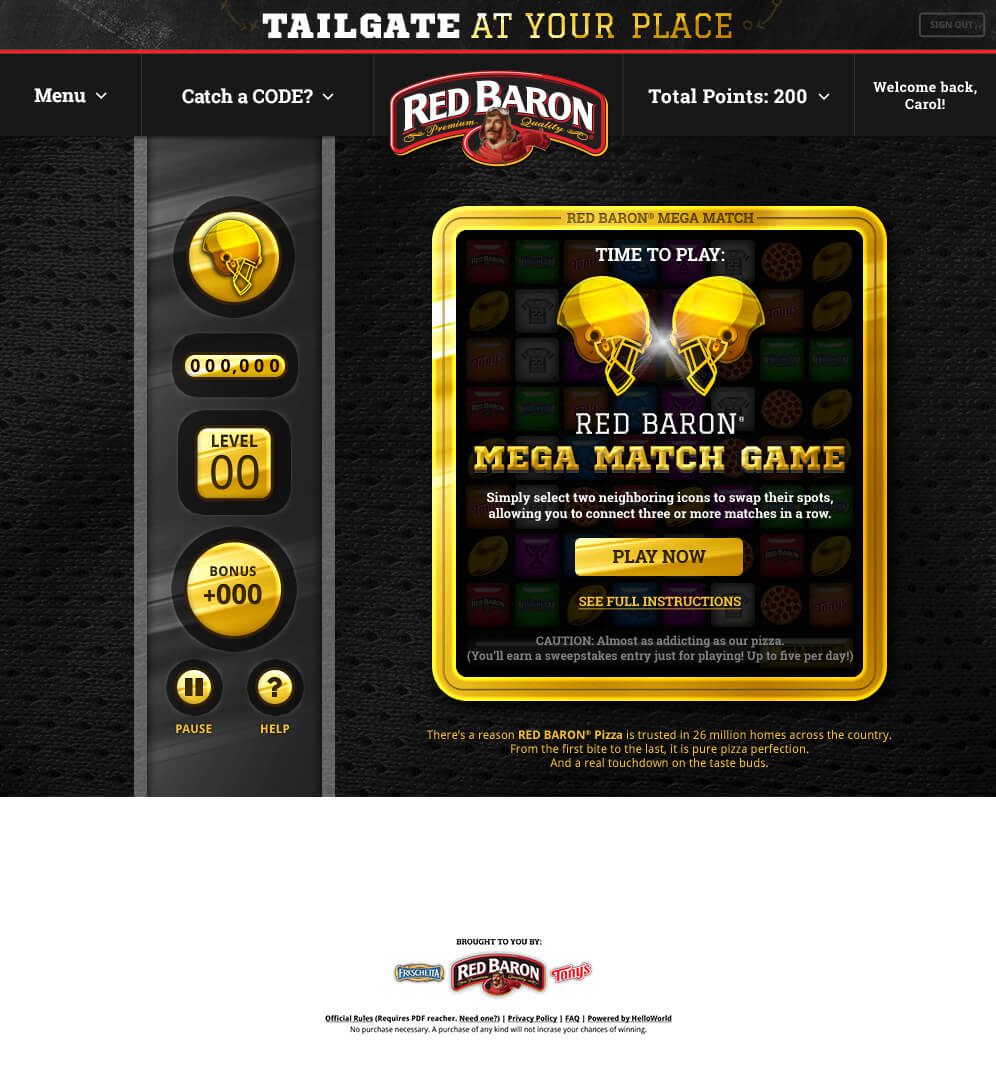 TAILGATE AT YOUR PLACE
SIGN OUT
Menu
Catch a CODE?
RED BARON
Premium Quality
Total Points: 200
Welcome back,
Carol!
000,000
LEVEL
00
BONUS
+000
PAUSE
?
HELP
RED BARON® MEGA MATCH
TIME TO PLAY:
RED BARON®
MEGA MATCH GAME
Simply select two neighboring icons to swap their spots,
allowing you to connect three or more matches in a row.
PLAY NOW
SEE FULL INSTRUCTIONS
CAUTION: Almost as addicting as our pizza.
(You'll earn a sweepstakes entry just for playing! Up to five per day!)
There's a reason RED BARON® Pizza is trusted in 26 million homes across the country.
From the first bite to the last, it is pure pizza perfection.
And a real touchdown on the taste buds.
BROUGHT TO YOU BY:
FRESCHETTA
RED BARON
Tony's
Official Rules (Requires PDF reacher. Need one?) | Privacy Policy | FAQ | Powered by HelloWorld
No purchase necessary. A purchase of any kind will not incrase your chances of winning.